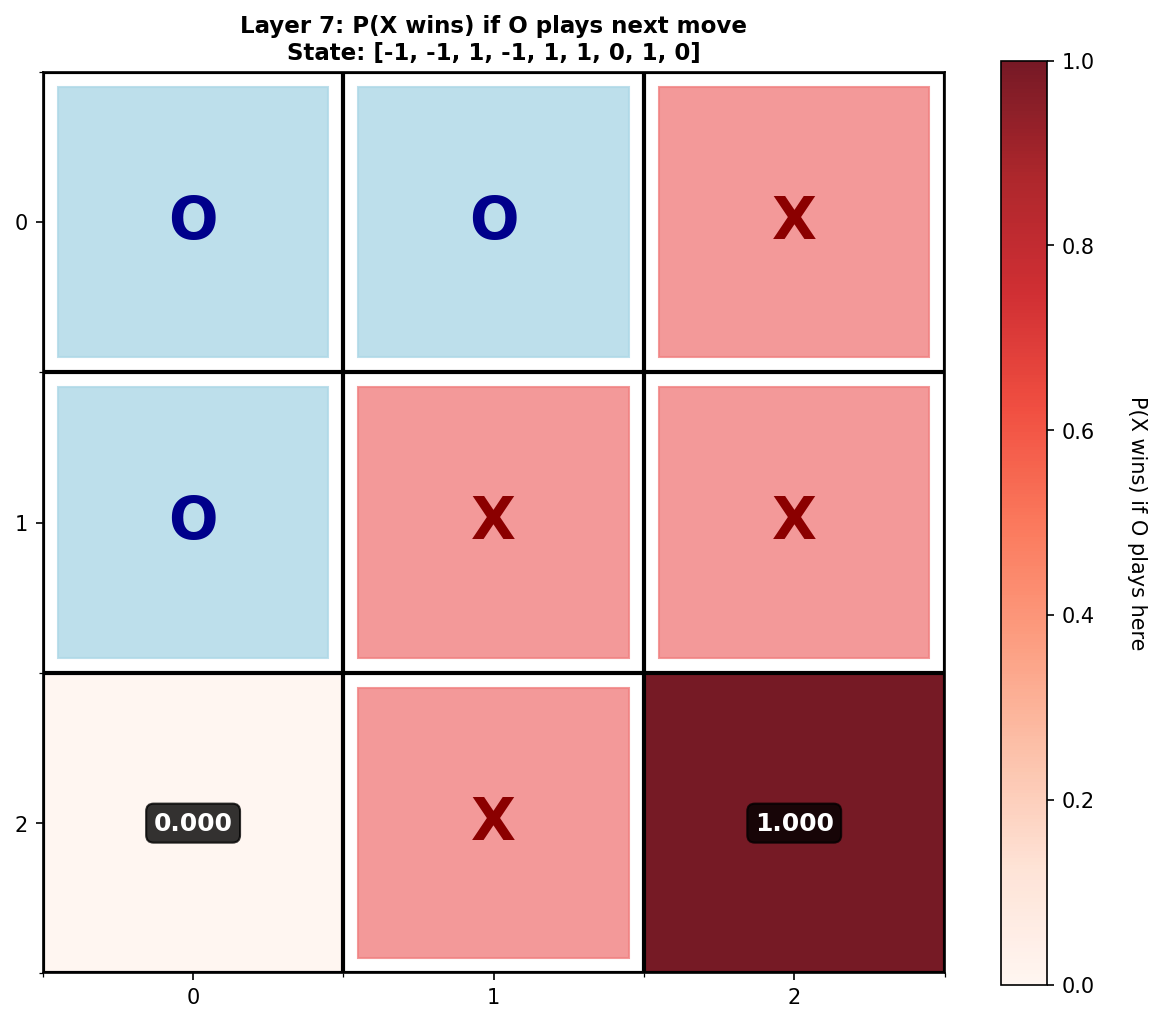 Layer 7: P(X wins) if O plays next move
State: [-1, -1, 1, -1, 1, 1, 0, 1, 0]
O
O
X
O
X
X
0.000
X
1.000
0
1
2
0
1
2
1.0
0.8
0.6
0.4
0.2
0.0
P(X wins) if O plays here